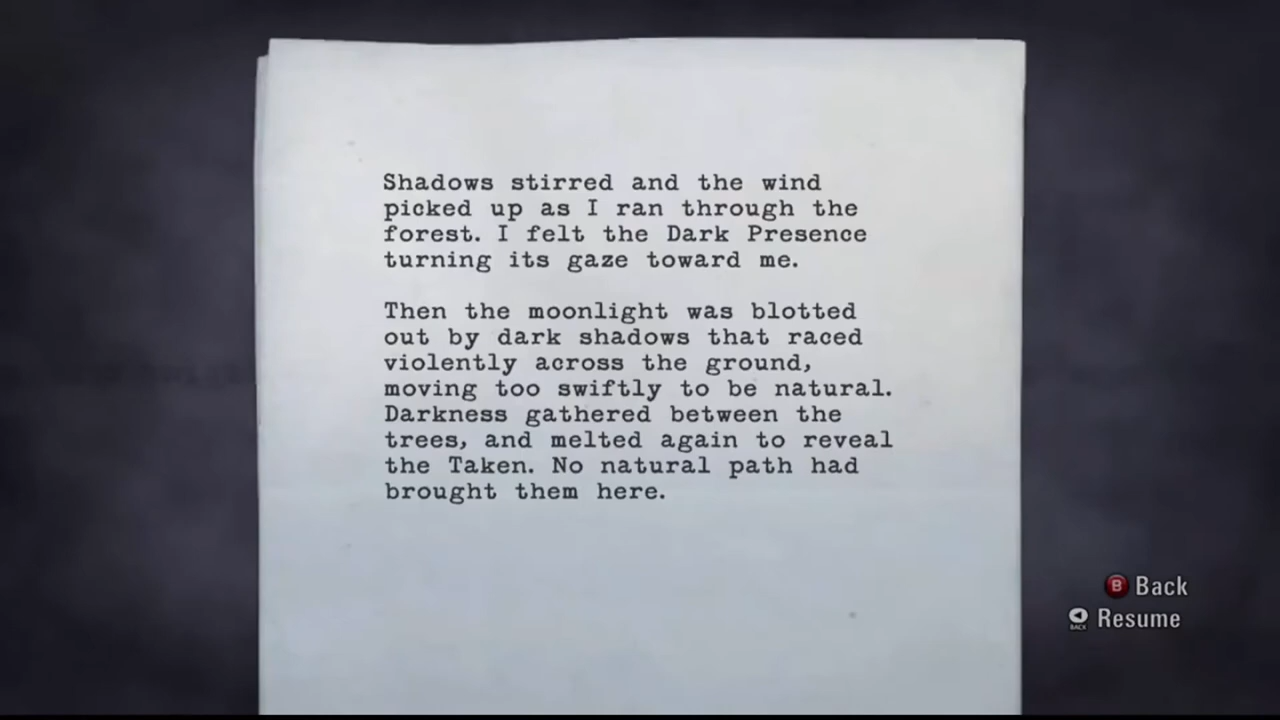 Shadows stirred and the wind
picked up as I ran through the
forest. I felt the Dark Presence
turning its gaze toward me.
Then the moonlight was blotted
out by dark shadows that raced
violently across the ground,
moving too swiftly to be natural.
Darkness gathered between the
trees, and melted again to reveal
the Taken. No natural path had
brought them here.
B Back
BACK Resume